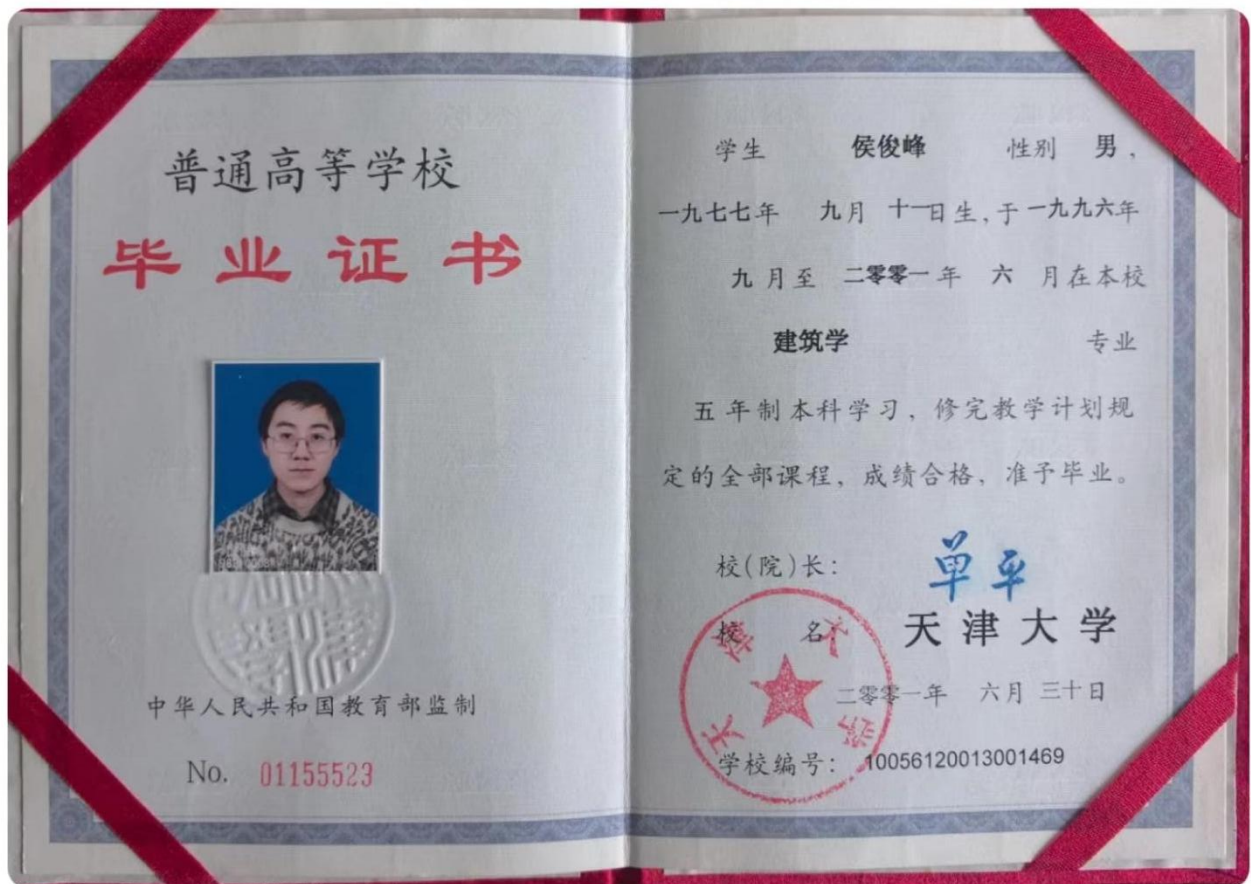 普通高等学校
毕业证书
中华人民共和国教育部监制
No. 01155523
学生 侯俊峰 性别 男,
一九七七年 九月 十一日生,于一九九六年
九月至 二零零一年 六 月在本校
建筑学 专业
五年制本科学习,修完教学计划规
定的全部课程,成绩合格,准予毕业。
校(院)长: 单平
校 名: 天津大学
二零零一年 六月 三十日
学校编号: 10056120013001469
天津大学